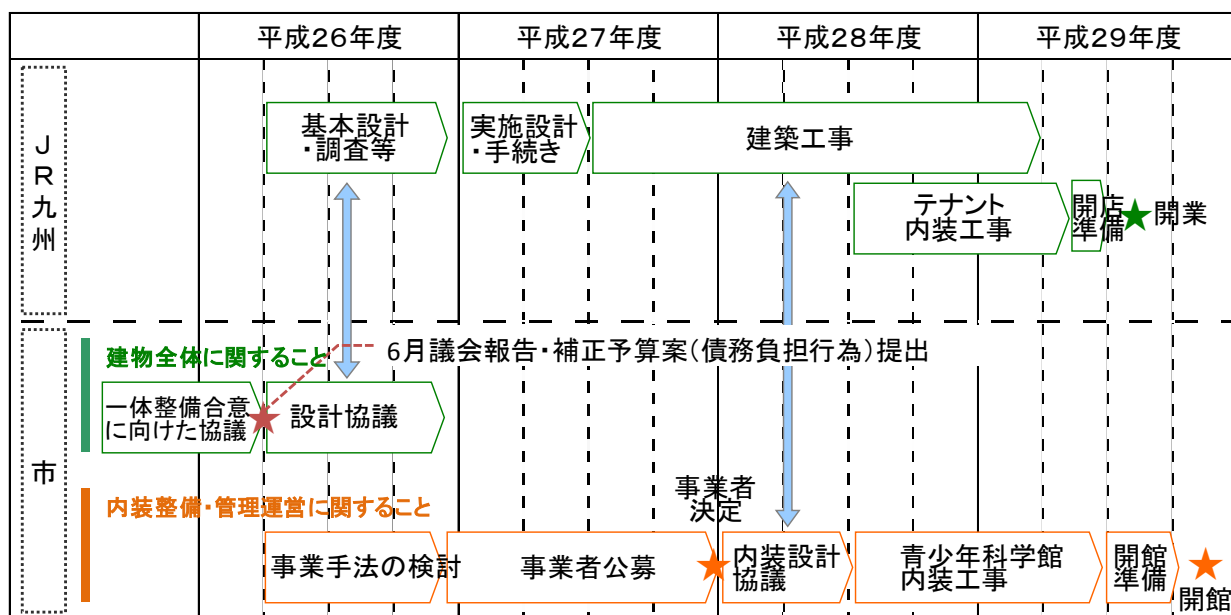 平成26年度
平成27年度
平成28年度
平成29年度
JR九州
基本設計
・調査等
実施設計
・手続き
建築工事
テナント
内装工事
開店
準備
開業
市
建物全体に関すること
6月議会報告・補正予算案(債務負担行為)提出
一体整備合意
に向けた協議
設計協議
内装整備・管理運営に関すること
事業者
決定
事業手法の検討
事業者公募
内装設計
協議
青少年科学館
内装工事
開館
準備
開館